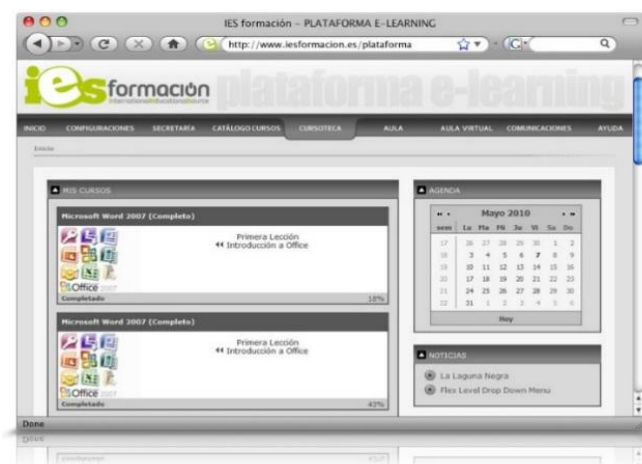 IES formación - PLATAFORMA E-LEARNING
http://www.iesformacion.es/plataforma
ies formación plataforma e-learning
INICIO CONFIGURACIONES SECRETARÍA CATÁLOGO CURSOS CURSOTECA AULA AULA VIRTUAL COMUNICACIONES AYUDA
Inicio
MIS CURSOS
Microsoft Word 2007 (Completo)
Primera Lección
Introducción a Office
Office 2007
Completado 18%
Microsoft Word 2007 (Completo)
Primera Lección
Introducción a Office
Office 2007
Completado 43%
AGENDA
Mayo 2010
sem Lu Ma Mi Ju Vi Sa Do
17 26 27 28 29 30 1 2
18 3 4 5 6 7 8 9
19 10 11 12 13 14 15 16
20 17 18 19 20 21 22 23
21 24 25 26 27 28 29 30
22 31 1 2 3 4 5 6
Hoy
NOTICIAS
La Laguna Negra
Flex Level Drop Down Menu
Done